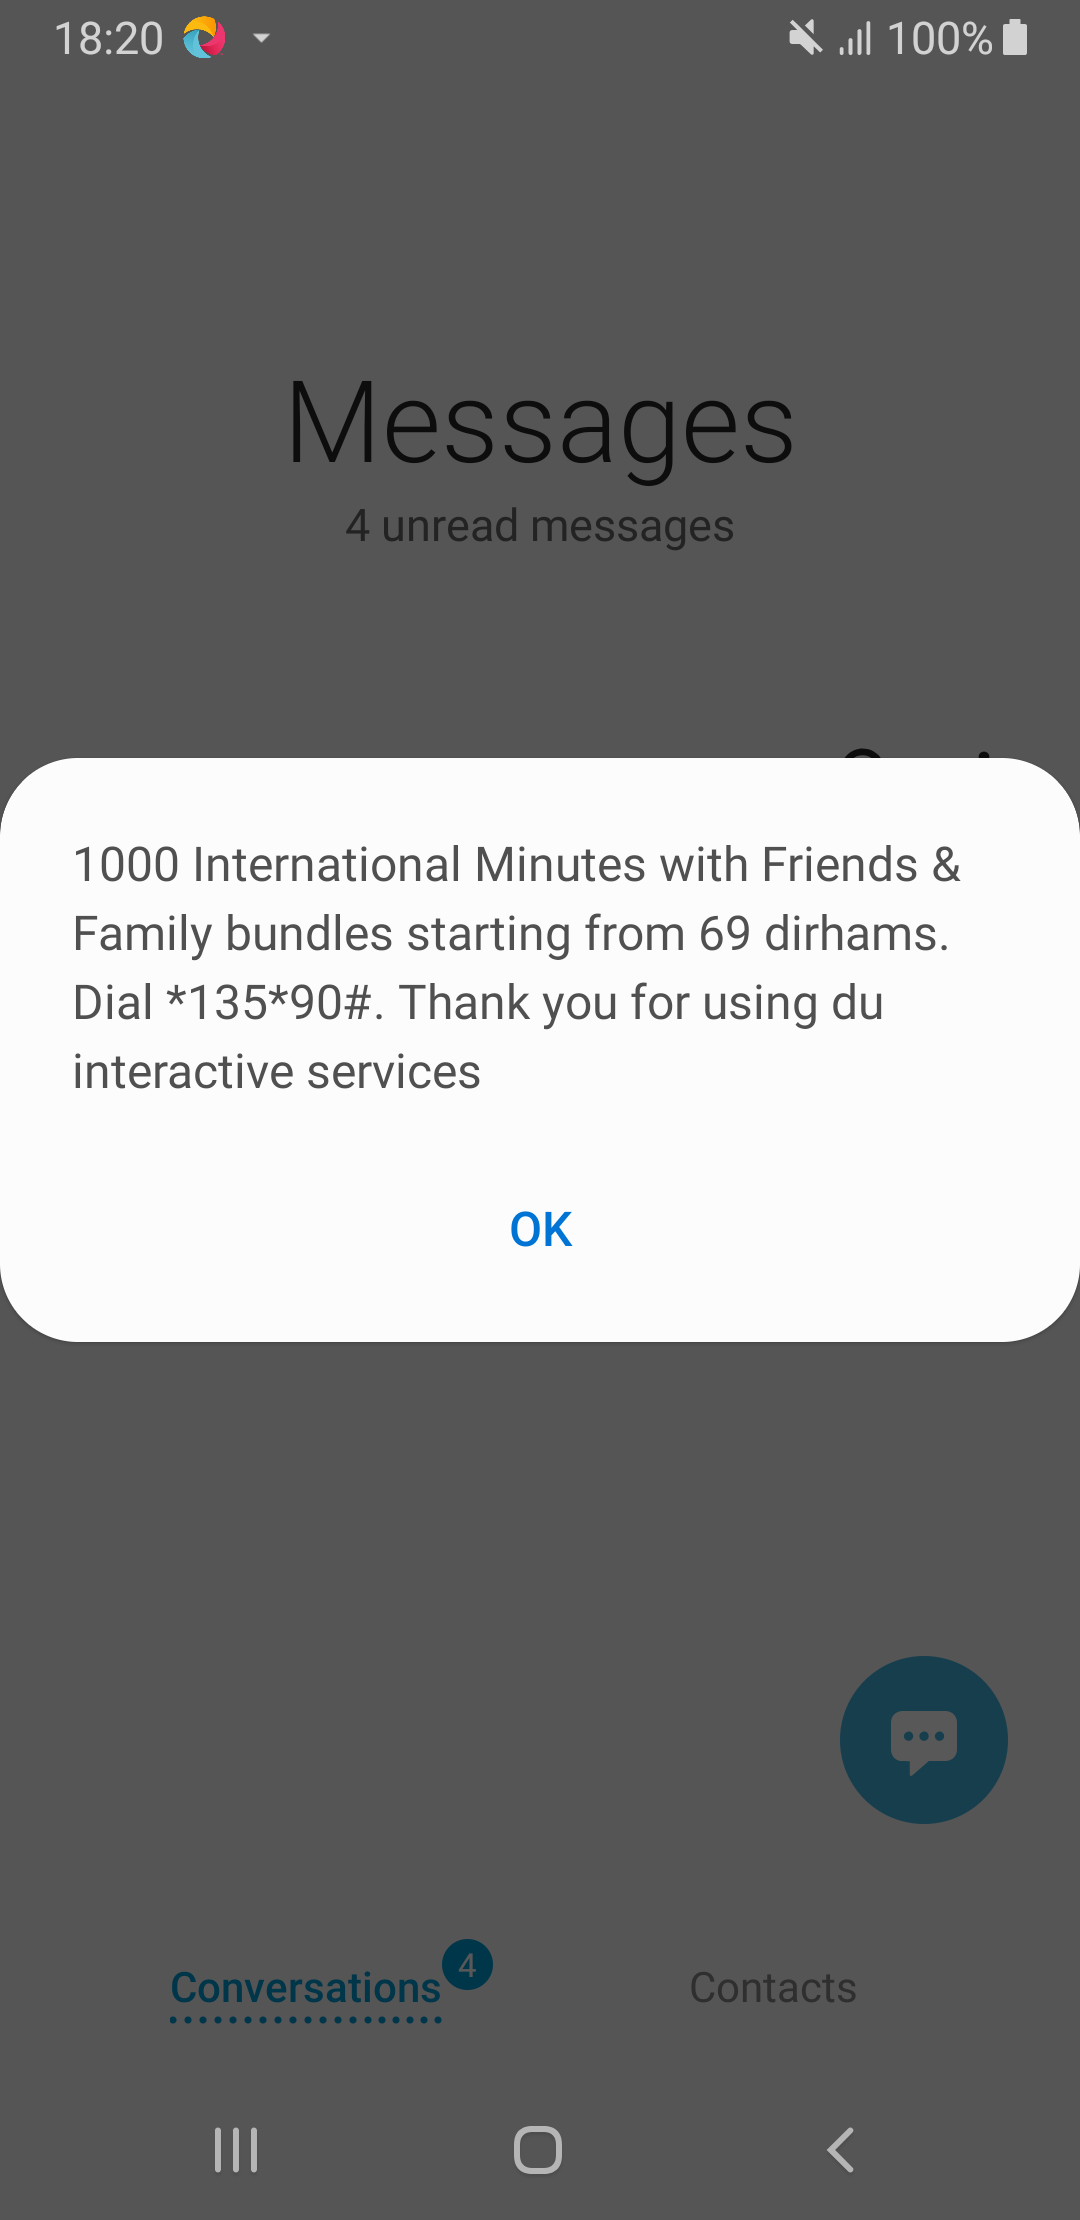 18:20
100%
Messages
4 unread messages
1000 International Minutes with Friends &
Family bundles starting from 69 dirhams.
Dial *135*90#. Thank you for using du
interactive services
OK
Conversations
4
Contacts